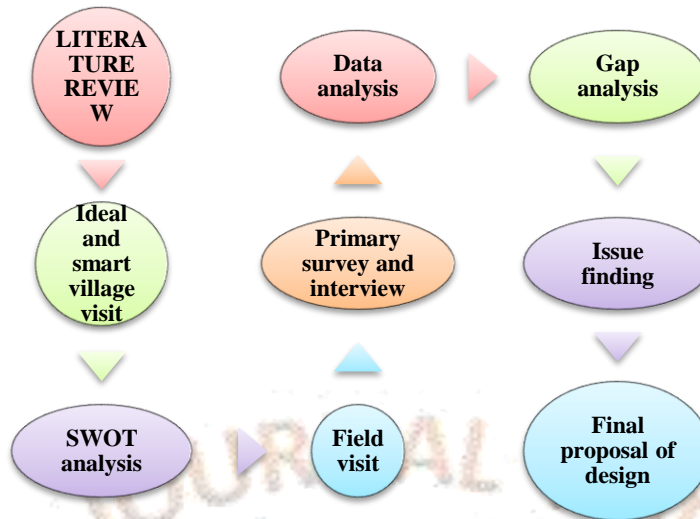 LITERA
TURE
REVIE
W
Ideal
and
smart
village
visit
SWOT
analysis
Field
visit
Primary
survey and
interview
Data
analysis
Gap
analysis
Issue
finding
Final
proposal of
design
JOURNAL